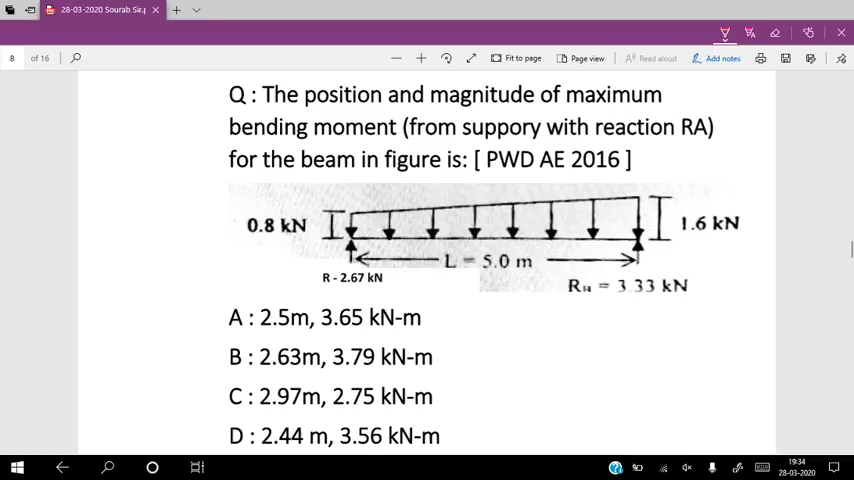 28-03-2020 Sourab Sir.p
8 of 16
Fit to page
Page view
Read aloud
Add notes
Q : The position and magnitude of maximum
bending moment (from suppory with reaction RA)
for the beam in figure is: [ PWD AE 2016 ]
0.8 kN
1.6 kN
L = 5.0 m
R - 2.67 kN
RB = 3.33 kN
A : 2.5m, 3.65 kN-m
B : 2.63m, 3.79 kN-m
C : 2.97m, 2.75 kN-m
D : 2.44 m, 3.56 kN-m
19:34
28-03-2020